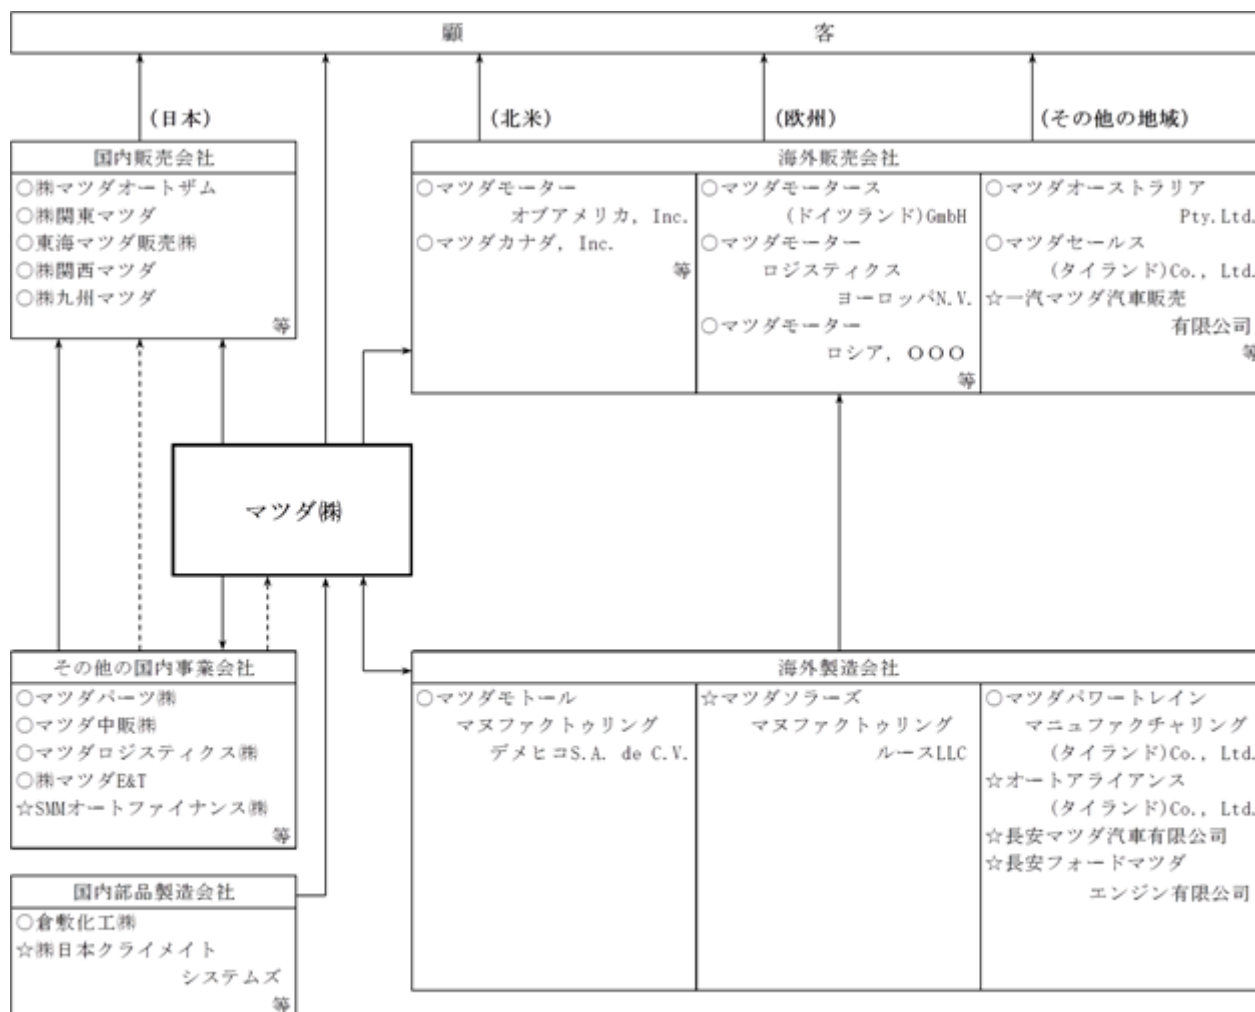 顧客
(日本)
(北米)
(欧州)
(その他の地域)
国内販売会社
○㈱マツダオートザム
○㈱関東マツダ
○東海マツダ販売㈱
○㈱関西マツダ
○㈱九州マツダ
等
海外販売会社
○マツダモーター
オブアメリカ, Inc.
○マツダカナダ, Inc.
等
○マツダモータース
(ドイツランド)GmbH
○マツダモーター
ロジスティクス
ヨーロッパN.V.
○マツダモーター
ロシア, OOO
等
○マツダオーストラリア
Pty.Ltd.
○マツダセールス
(タイランド)Co., Ltd.
☆一汽マツダ汽車販売
有限公司
等
マツダ㈱
その他の国内事業会社
○マツダパーツ㈱
○マツダ中販㈱
○マツダロジスティクス㈱
○㈱マツダE&T
☆SMMオートファイナンス㈱
等
国内部品製造会社
○倉敷化工㈱
☆㈱日本クライメイト
システムズ
等
海外製造会社
○マツダモトール
マヌファクトゥリング
デメヒコS.A. de C.V.
☆マツダソラーズ
マヌファクトゥリング
ルースLLC
○マツダパワートレイン
マニュファクチャリング
(タイランド)Co., Ltd.
☆オートアライアンス
(タイランド)Co., Ltd.
☆長安マツダ汽車有限公司
☆長安フォードマツダ
エンジン有限公司